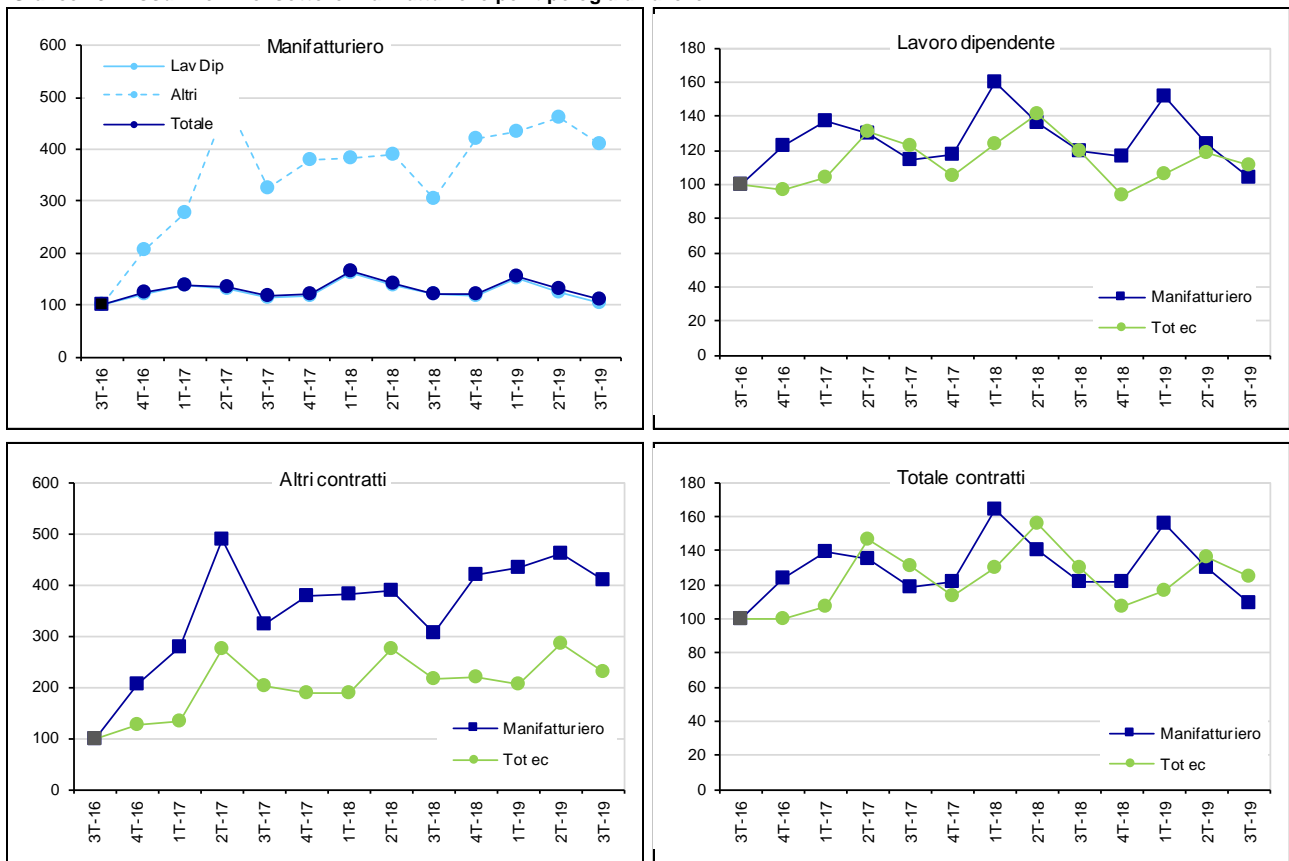 Manifatturiero
600
500
400
300
200
100
0
Lav Dip
Altri
Totale
3T-16
4T-16
1T-17
2T-17
3T-17
4T-17
1T-18
2T-18
3T-18
4T-18
1T-19
2T-19
3T-19
Lavoro dipendente
180
160
140
120
100
80
60
40
20
0
Manifatturiero
Tot ec
3T-16
4T-16
1T-17
2T-17
3T-17
4T-17
1T-18
2T-18
3T-18
4T-18
1T-19
2T-19
3T-19
Altri contratti
600
500
400
300
200
100
0
Manifatturiero
Tot ec
3T-16
4T-16
1T-17
2T-17
3T-17
4T-17
1T-18
2T-18
3T-18
4T-18
1T-19
2T-19
3T-19
Totale contratti
180
160
140
120
100
80
60
40
20
0
Manifatturiero
Tot ec
3T-16
4T-16
1T-17
2T-17
3T-17
4T-17
1T-18
2T-18
3T-18
4T-18
1T-19
2T-19
3T-19